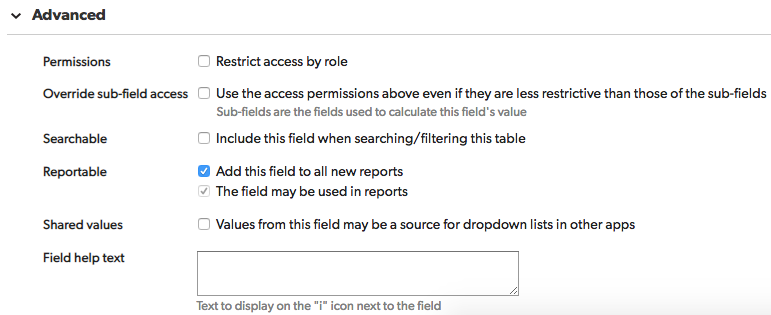 Advanced
Permissions Restrict access by role
Override sub-field access Use the access permissions above even if they are less restrictive than those of the sub-fields
Sub-fields are the fields used to calculate this field's value
Searchable Include this field when searching/filtering this table
Reportable Add this field to all new reports
The field may be used in reports
Shared values Values from this field may be a source for dropdown lists in other apps
Field help text
Text to display on the "i" icon next to the field